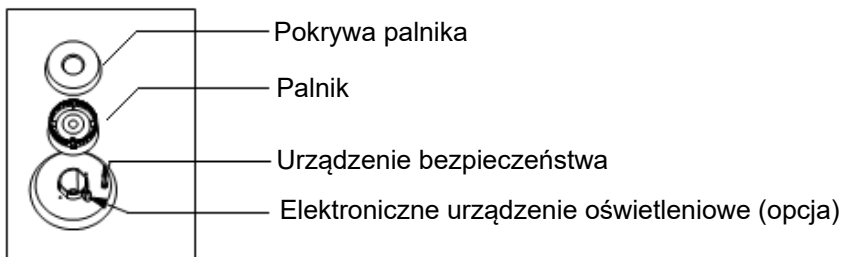 Pokrywa palnika
Palnik
Urządzenie bezpieczeństwa
Elektroniczne urządzenie oświetleniowe (opcja)